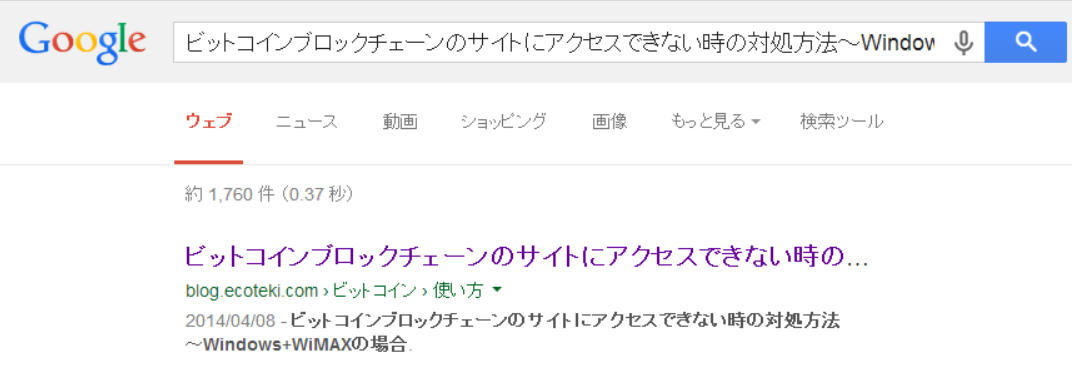 Google ビットコインブロックチェーンのサイトにアクセスできない時の対処方法～Window
ウェブ ニュース 動画 ショッピング 画像 もっと見る 検索ツール
約 1,760 件 （0.37 秒）
ビットコインブロックチェーンのサイトにアクセスできない時の...
blog.ecoteki.com › ビットコイン › 使い方
2014/04/08 - ビットコインブロックチェーンのサイトにアクセスできない時の対処方法
～Windows+WiMAXの場合.